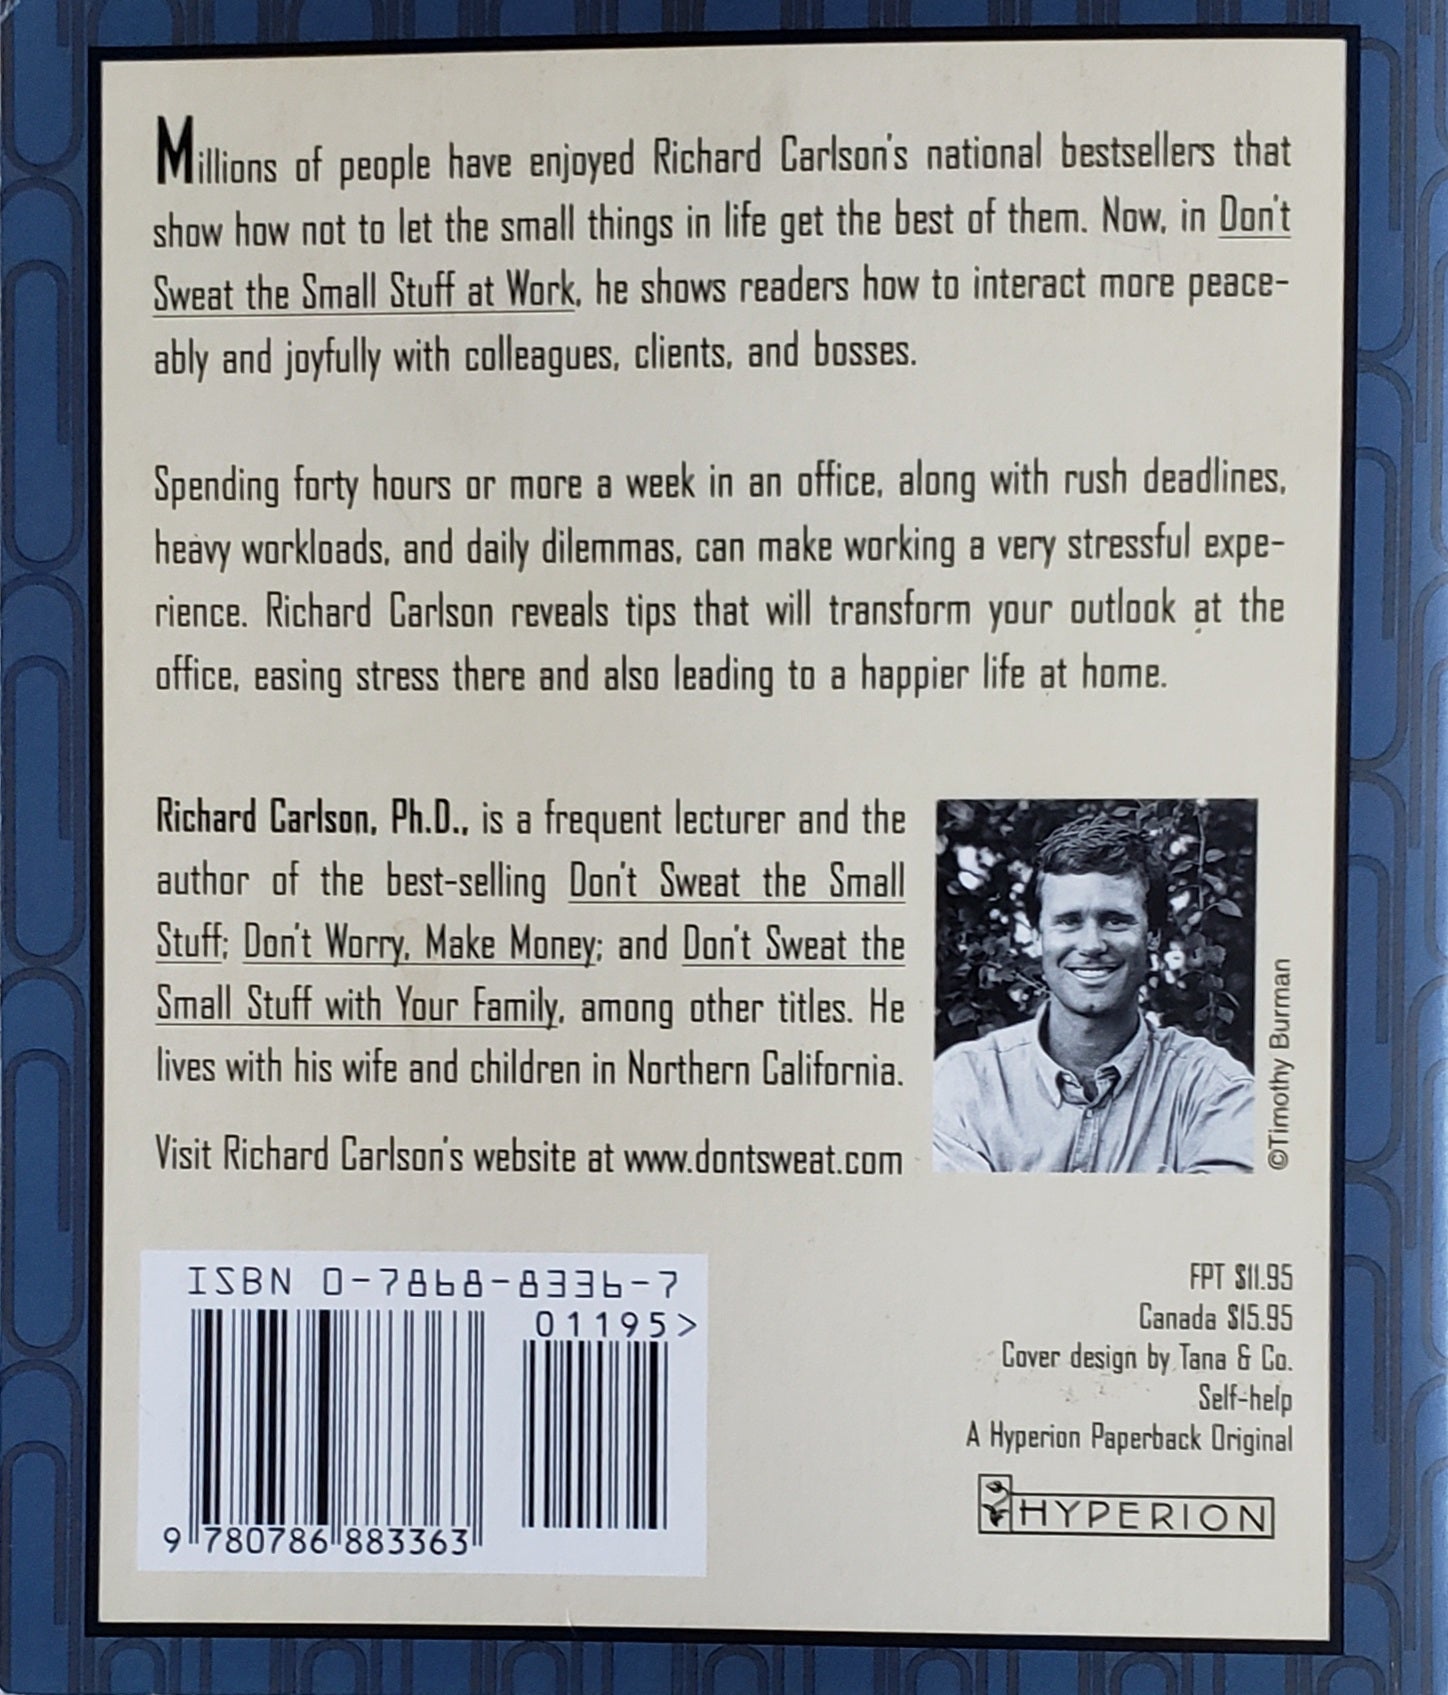 Millions of people have enjoyed Richard Carlson's national bestsellers that
show how not to let the small things in life get the best of them. Now, in Don't
Sweat the Small Stuff at Work, he shows readers how to interact more peace-
ably and joyfully with colleagues, clients, and bosses.
Spending forty hours or more a week in an office, along with rush deadlines,
heavy workloads, and daily dilemmas, can make working a very stressful expe-
rience. Richard Carlson reveals tips that will transform your outlook at the
office, easing stress there and also leading to a happier life at home.
Richard Carlson, Ph.D., is a frequent lecturer and the
author of the best-selling Don't Sweat the Small
Stuff; Don't Worry, Make Money; and Don't Sweat the
Small Stuff with Your Family, among other titles. He
lives with his wife and children in Northern California.
Visit Richard Carlson's website at www.dontsweat.com
©Timothy Burman
ISBN 0-7868-8336-7
01195>
9 780786 883363
FPT $11.95
Canada $15.95
Cover design by Tana & Co.
Self-help
A Hyperion Paperback Original
HYPERION